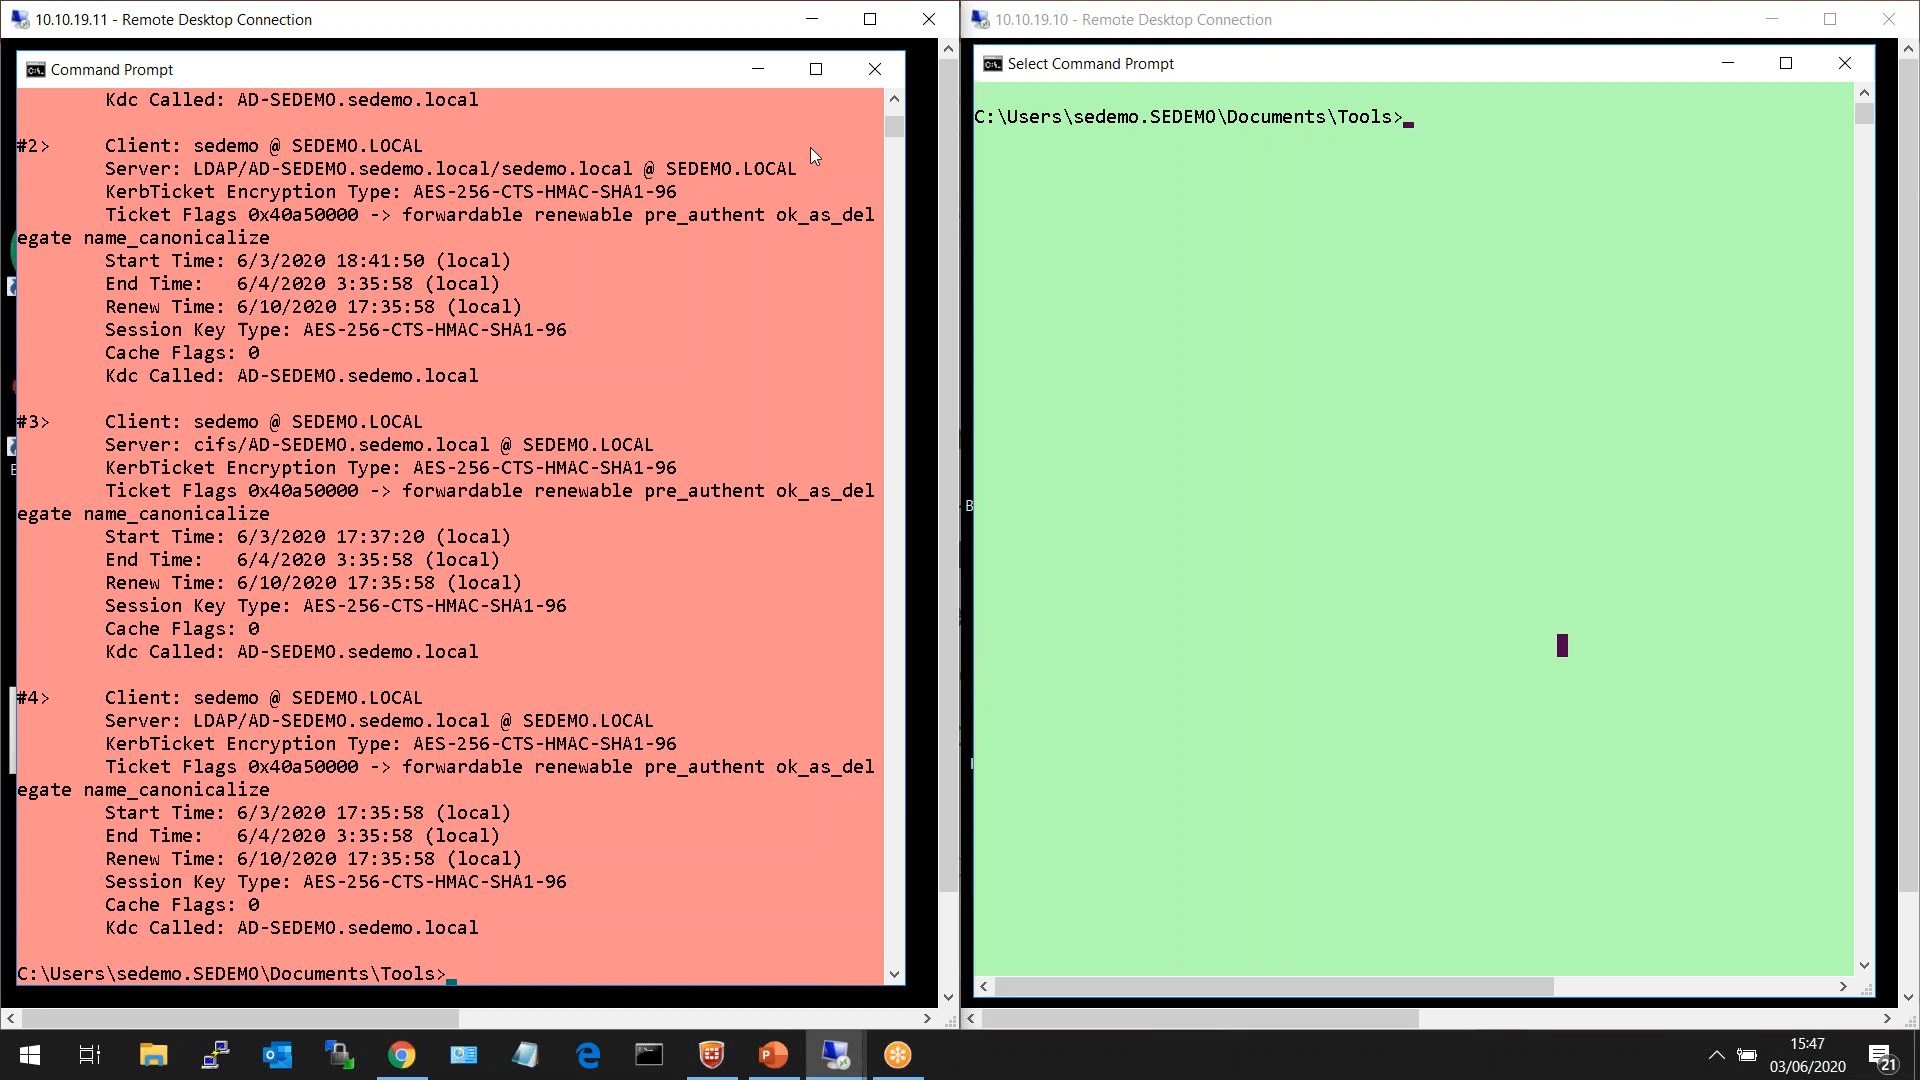 10.10.19.11 - Remote Desktop Connection
Command Prompt
Kdc Called: AD-SEDEMO.sedemo.local
#2> Client: sedemo @ SEDEMO.LOCAL
Server: LDAP/AD-SEDEMO.sedemo.local/sedemo.local @ SEDEMO.LOCAL
KerbTicket Encryption Type: AES-256-CTS-HMAC-SHA1-96
Ticket Flags 0x40a50000 -> forwardable renewable pre_authent ok_as_del
egate name_canonicalize
Start Time: 6/3/2020 18:41:50 (local)
End Time: 6/4/2020 3:35:58 (local)
Renew Time: 6/10/2020 17:35:58 (local)
Session Key Type: AES-256-CTS-HMAC-SHA1-96
Cache Flags: 0
Kdc Called: AD-SEDEMO.sedemo.local
#3> Client: sedemo @ SEDEMO.LOCAL
Server: cifs/AD-SEDEMO.sedemo.local @ SEDEMO.LOCAL
KerbTicket Encryption Type: AES-256-CTS-HMAC-SHA1-96
Ticket Flags 0x40a50000 -> forwardable renewable pre_authent ok_as_del
egate name_canonicalize
Start Time: 6/3/2020 17:37:20 (local)
End Time: 6/4/2020 3:35:58 (local)
Renew Time: 6/10/2020 17:35:58 (local)
Session Key Type: AES-256-CTS-HMAC-SHA1-96
Cache Flags: 0
Kdc Called: AD-SEDEMO.sedemo.local
#4> Client: sedemo @ SEDEMO.LOCAL
Server: LDAP/AD-SEDEMO.sedemo.local @ SEDEMO.LOCAL
KerbTicket Encryption Type: AES-256-CTS-HMAC-SHA1-96
Ticket Flags 0x40a50000 -> forwardable renewable pre_authent ok_as_del
egate name_canonicalize
Start Time: 6/3/2020 17:35:58 (local)
End Time: 6/4/2020 3:35:58 (local)
Renew Time: 6/10/2020 17:35:58 (local)
Session Key Type: AES-256-CTS-HMAC-SHA1-96
Cache Flags: 0
Kdc Called: AD-SEDEMO.sedemo.local
C:\Users\sedemo.SEDEMO\Documents\Tools>
10.10.19.10 - Remote Desktop Connection
Select Command Prompt
C:\Users\sedemo.SEDEMO\Documents\Tools>
15:47
03/06/2020
21